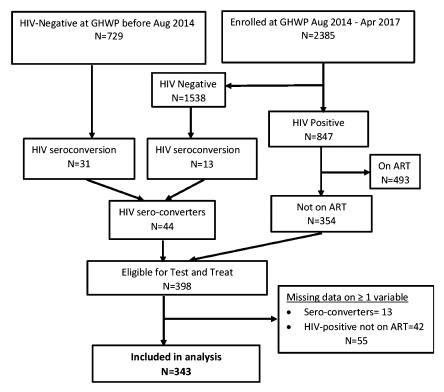 HIV-Negative at GHWP before Aug 2014
N=729
Enrolled at GHWP Aug 2014 - Apr 2017
N=2385
HIV Negative
N=1538
HIV Positive
N=847
HIV seroconversion
N=31
HIV seroconversion
N=13
On ART
N=493
HIV sero-converters
N=44
Not on ART
N=354
Eligible for Test and Treat
N=398
Missing data on ≥ 1 variable
• Sero-converters= 13
• HIV-positive not on ART=42
N=55
Included in analysis
N=343